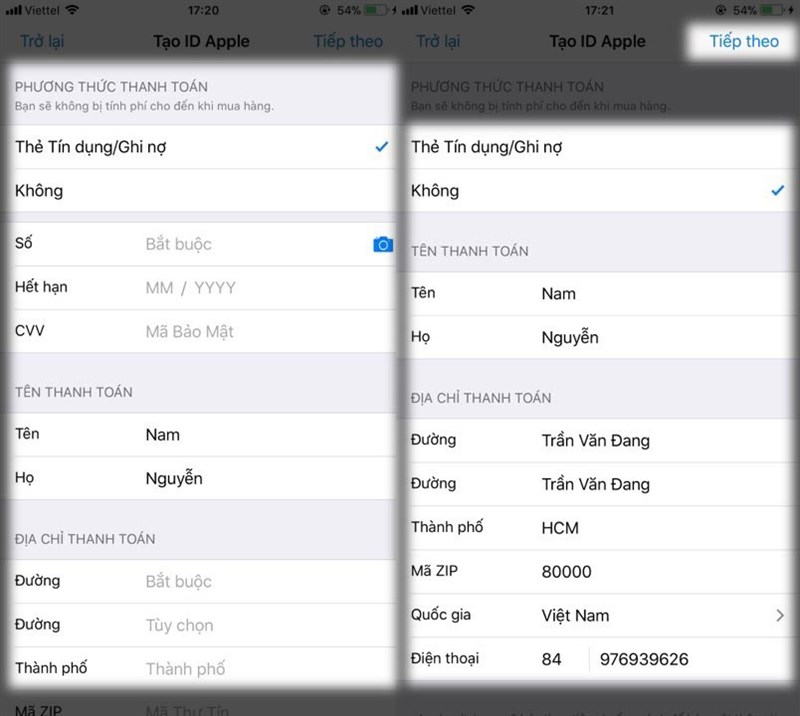 Viettel 17:20 54%
Trở lại Tạo ID Apple Tiếp theo
PHƯƠNG THỨC THANH TOÁN
Bạn sẽ không bị tính phí cho đến khi mua hàng.
Thẻ Tín dụng/Ghi nợ
Không
Số Bắt buộc
Hết hạn MM / YYYY
CVV Mã Bảo Mật
TÊN THANH TOÁN
Tên Nam
Họ Nguyễn
ĐỊA CHỈ THANH TOÁN
Đường Bắt buộc
Đường Tùy chọn
Thành phố Thành phố
Mã ZIP Mã Thư Tín
Viettel 17:21 54%
Trở lại Tạo ID Apple Tiếp theo
PHƯƠNG THỨC THANH TOÁN
Bạn sẽ không bị tính phí cho đến khi mua hàng.
Thẻ Tín dụng/Ghi nợ
Không
TÊN THANH TOÁN
Tên Nam
Họ Nguyễn
ĐỊA CHỈ THANH TOÁN
Đường Trần Văn Đang
Đường Trần Văn Đang
Thành phố HCM
Mã ZIP 80000
Quốc gia Việt Nam
Điện thoại 84 976939626